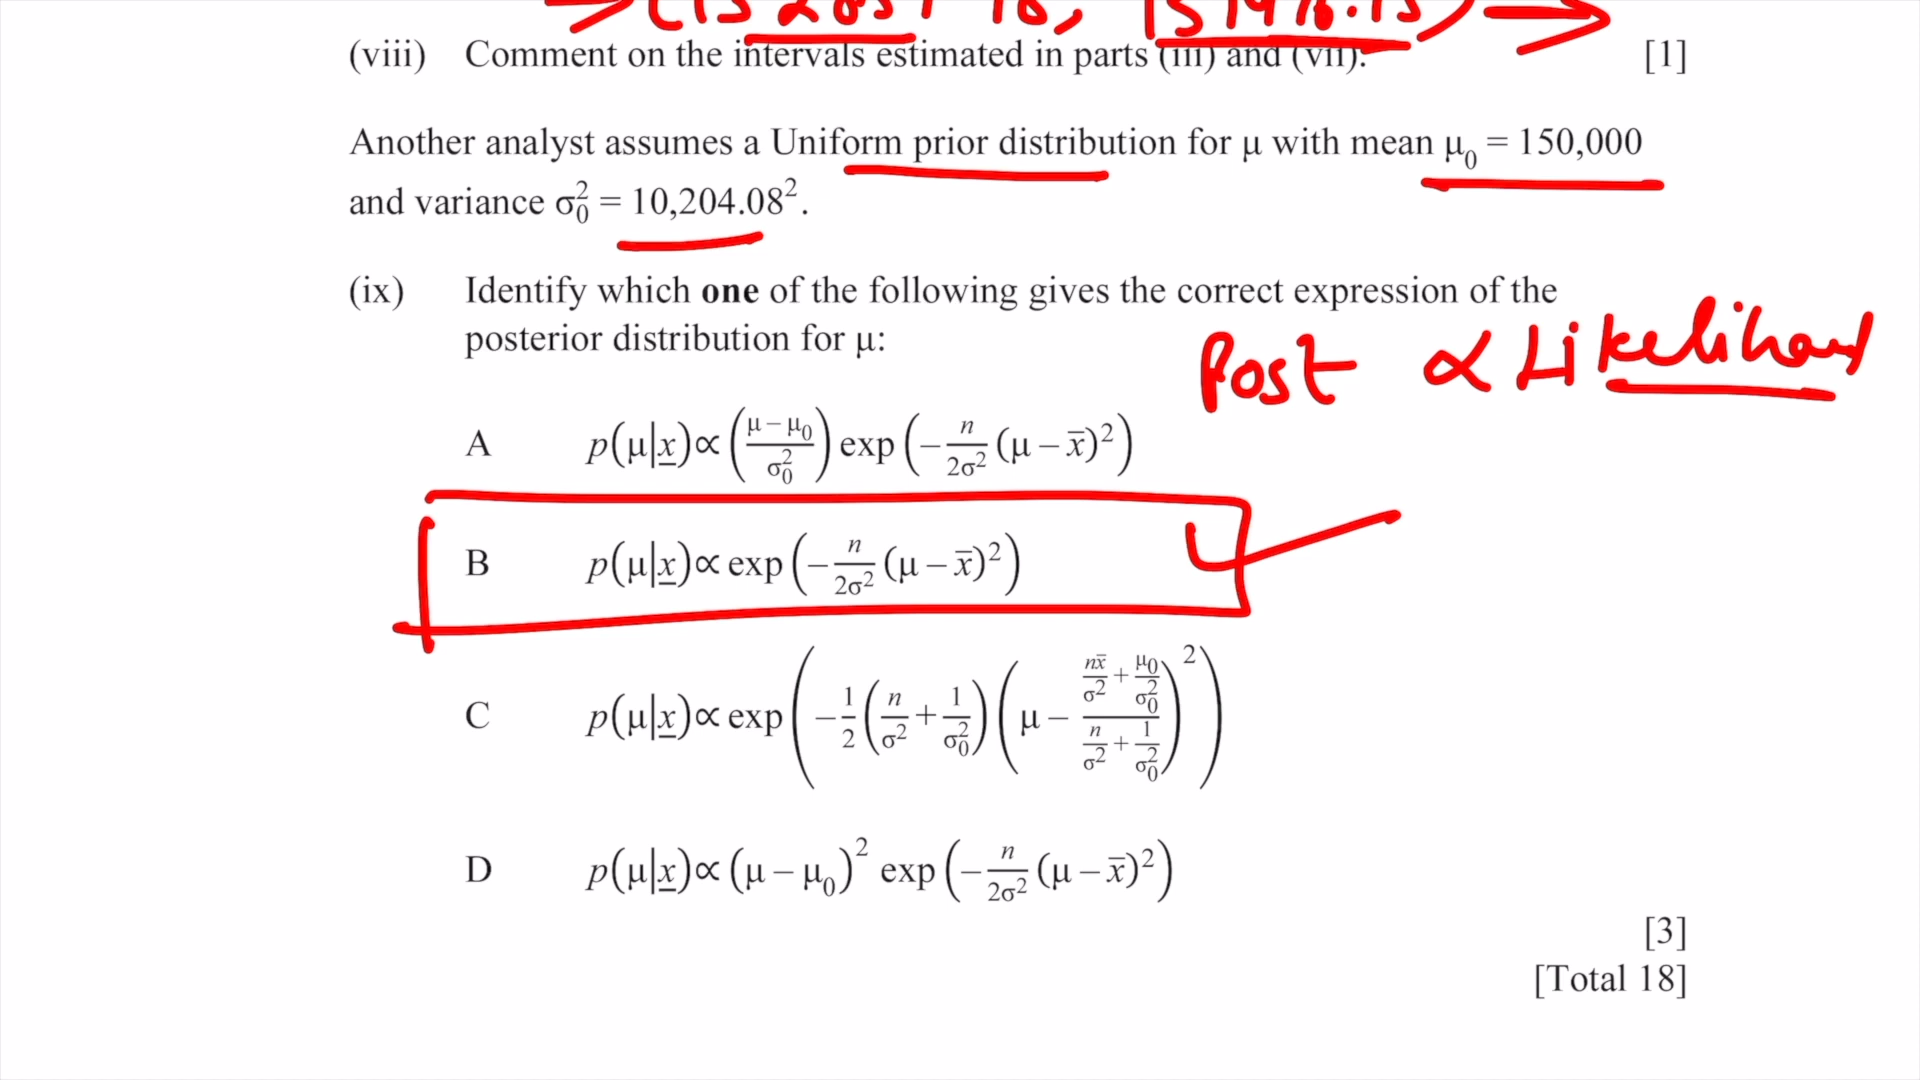 (viii) Comment on the intervals estimated in parts (iii) and (vii). [1]
Another analyst assumes a Uniform prior distribution for μ with mean μ₀ = 150,000
and variance σ₀² = 10,204.08².
(ix) Identify which one of the following gives the correct expression of the
posterior distribution for μ:
Post ∝ Likelihood
A p(μ|x) ∝ ((μ − μ₀)/σ₀²) exp(−n/(2σ²) (μ − x̄)²)
B p(μ|x) ∝ exp(−n/(2σ²) (μ − x̄)²)
C p(μ|x) ∝ exp(−1/2 (n/σ² + 1/σ₀²) (μ − (nx̄/σ² + μ₀/σ₀²)/(n/σ² + 1/σ₀²))²)
D p(μ|x) ∝ (μ − μ₀)² exp(−n/(2σ²) (μ − x̄)²)
[3]
[Total 18]